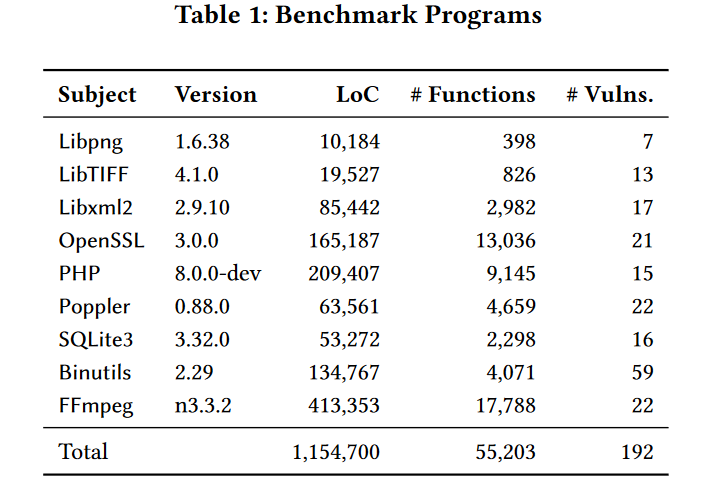 Table 1: Benchmark Programs
Subject Version LoC # Functions # Vulns.
Libpng 1.6.38 10,184 398 7
LibTIFF 4.1.0 19,527 826 13
Libxml2 2.9.10 85,442 2,982 17
OpenSSL 3.0.0 165,187 13,036 21
PHP 8.0.0-dev 209,407 9,145 15
Poppler 0.88.0 63,561 4,659 22
SQLite3 3.32.0 53,272 2,298 16
Binutils 2.29 134,767 4,071 59
FFmpeg n3.3.2 413,353 17,788 22
Total 1,154,700 55,203 192